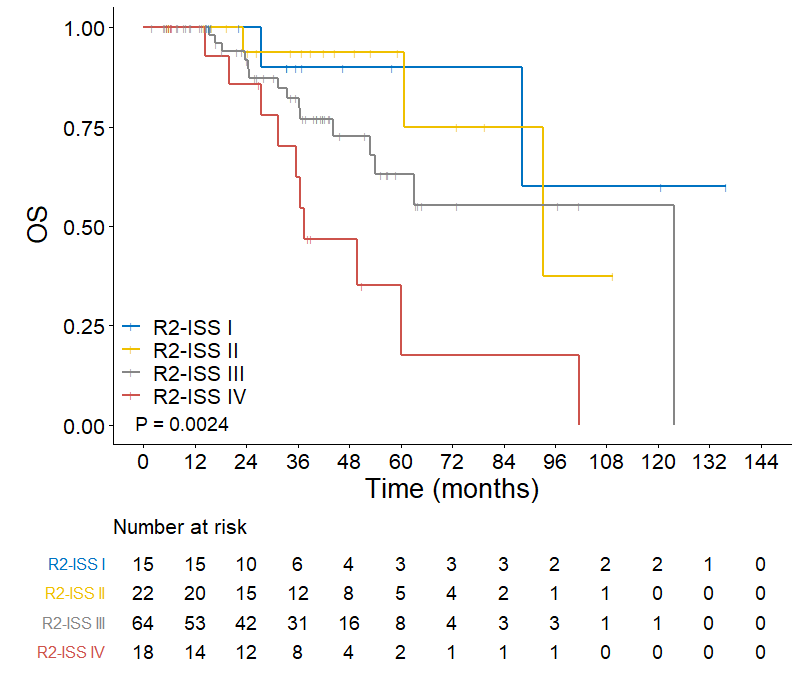 1.00
0.75
0.50
0.25
0.00
OS
R2-ISS I
R2-ISS II
R2-ISS III
R2-ISS IV
P = 0.0024
0 12 24 36 48 60 72 84 96 108 120 132 144
Time (months)
Number at risk
R2-ISS I 15 15 10 6 4 3 3 3 2 2 2 1 0
R2-ISS II 22 20 15 12 8 5 4 2 1 1 0 0 0
R2-ISS III 64 53 42 31 16 8 4 3 3 1 1 0 0
R2-ISS IV 18 14 12 8 4 2 1 1 1 0 0 0 0